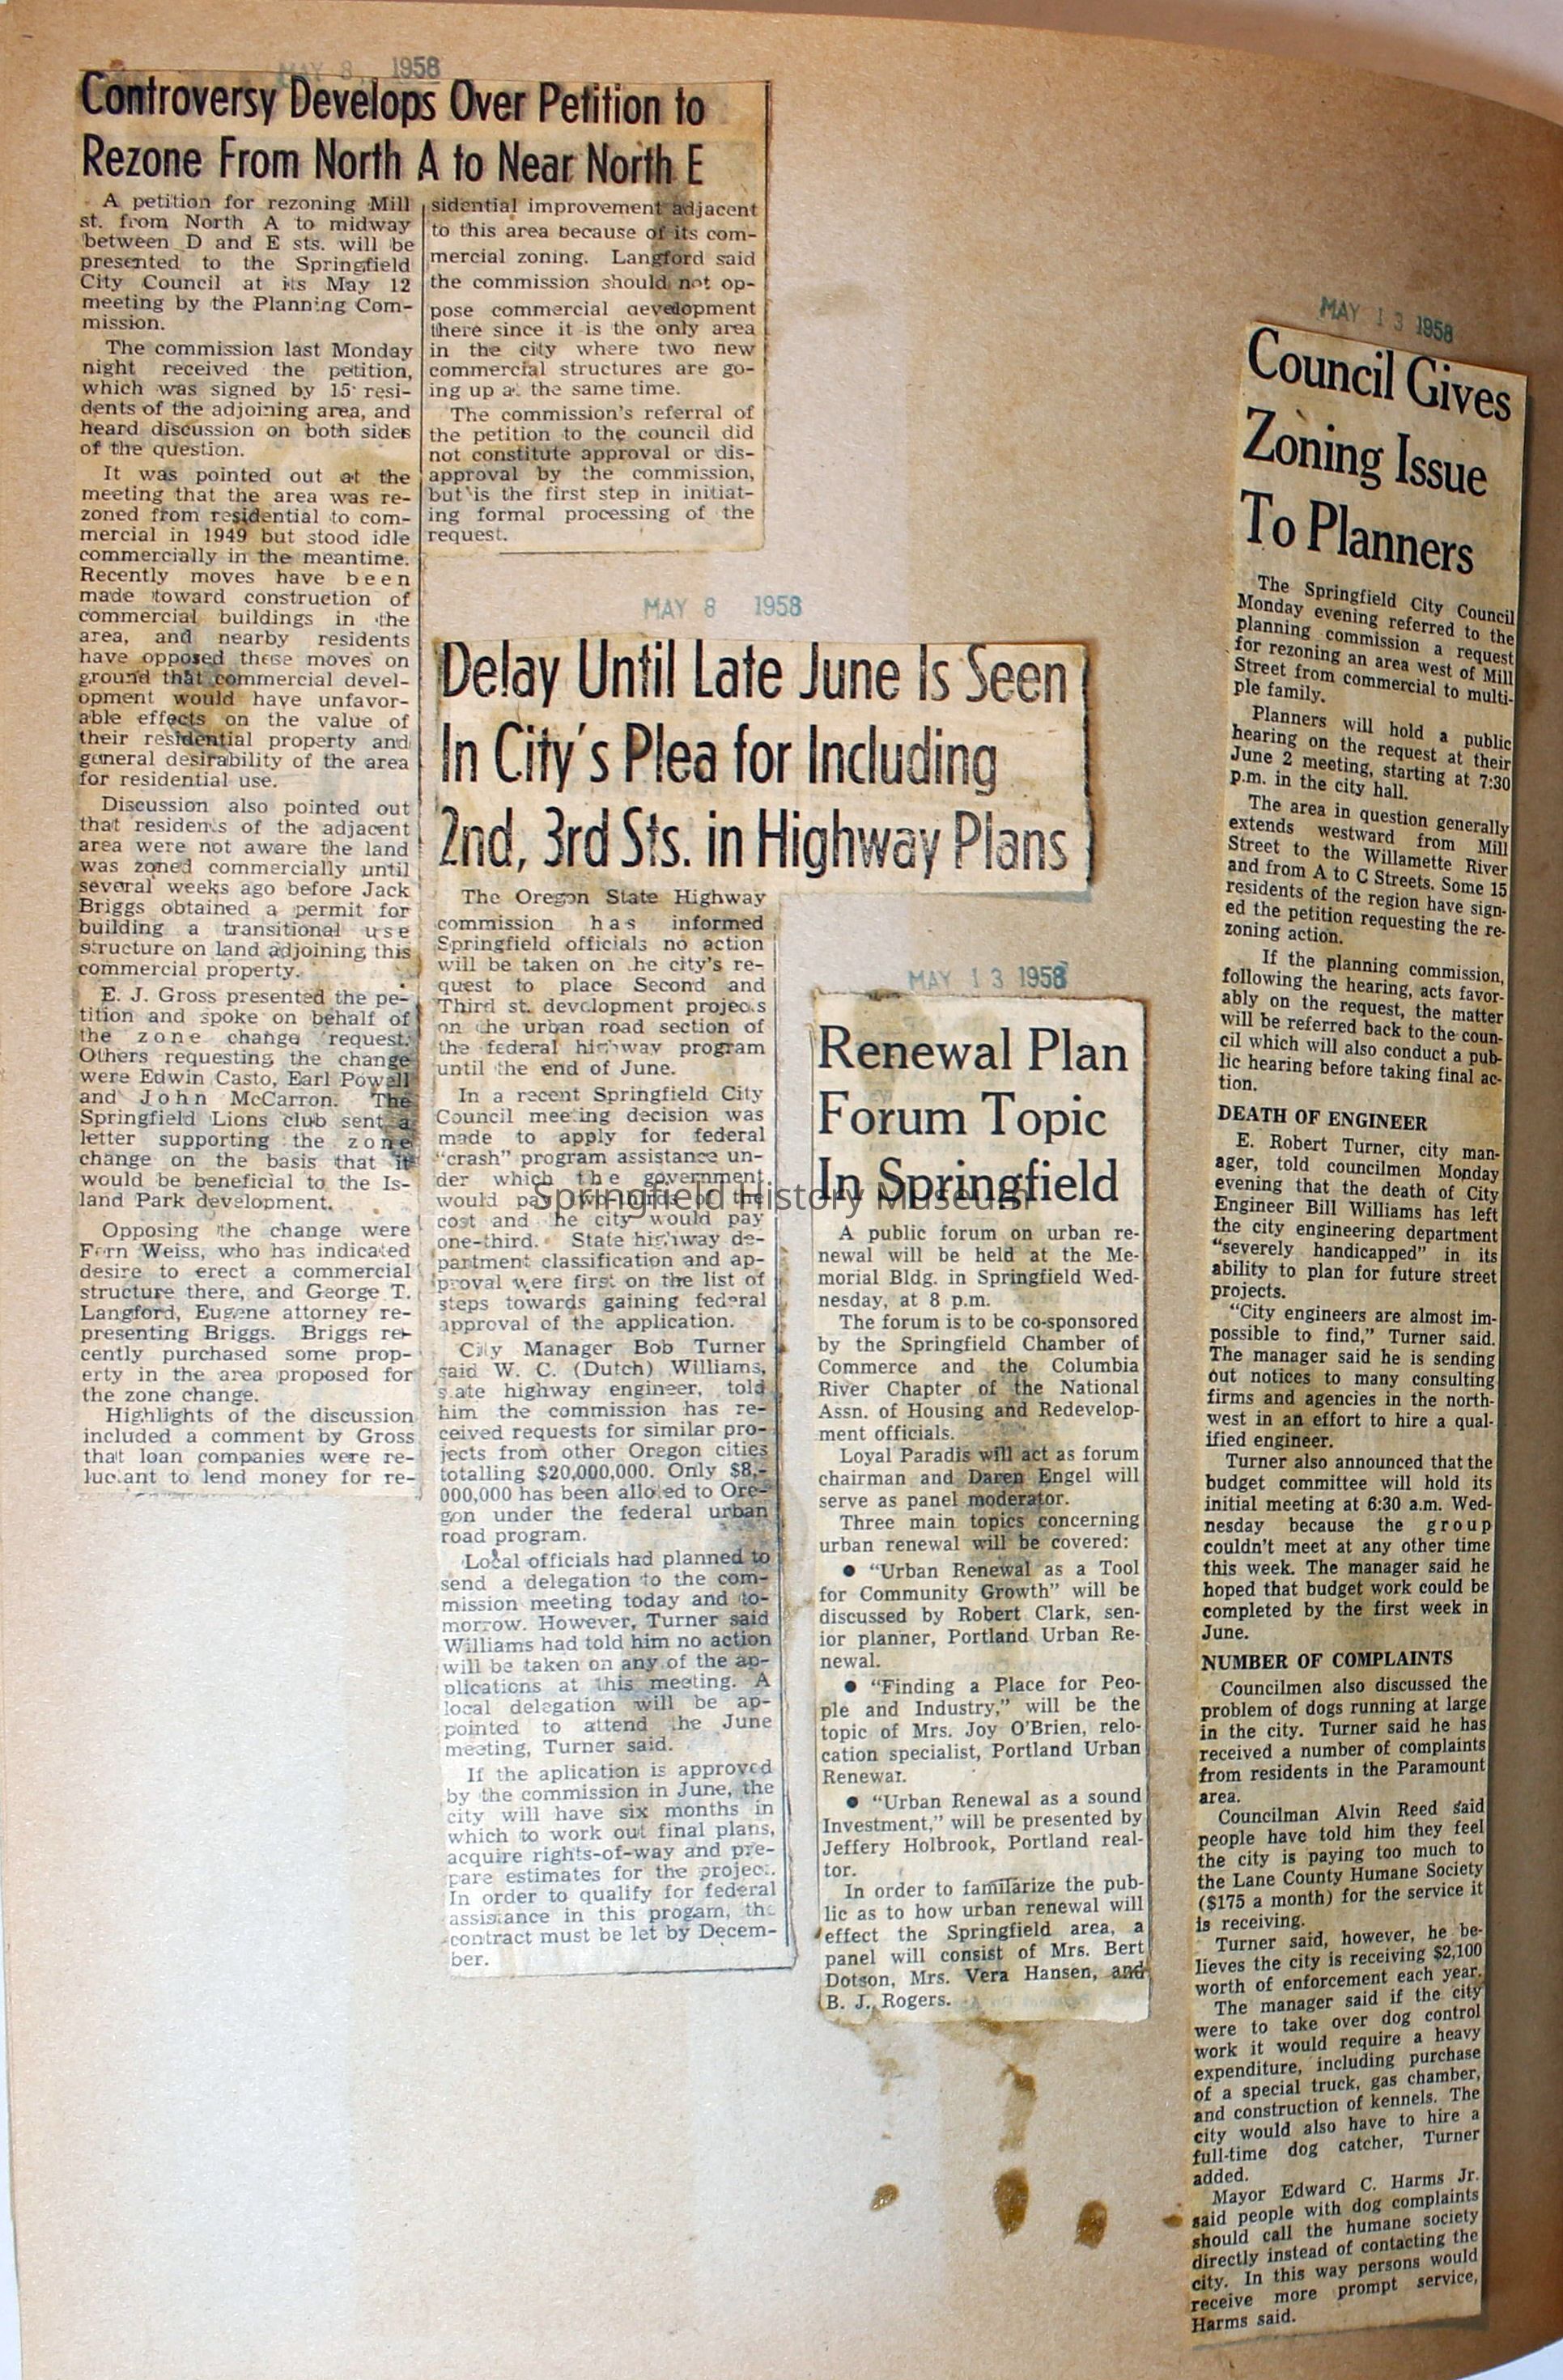 MAY 8 1958
Controversy Develops Over Petition to
Rezone From North A to Near North E
A petition for rezoning Mill
st. from North A to midway
between D and E sts. will be
presented to the Springfield
City Council at its May 12
meeting by the Planning Com-
mission.
The commission last Monday
night received the petition,
which was signed by 15 resi-
dents of the adjoining area, and
heard discussion on both sides
of the question.
It was pointed out at the
meeting that the area was re-
zoned from residential to com-
mercial in 1949 but stood idle
commercially in the meantime.
Recently moves have been
made toward construction of
commercial buildings in the
area, and nearby residents
have opposed these moves on
ground that commercial devel-
opment would have unfavor-
able effects on the value of
their residential property and
general desirability of the area
for residential use.
Discussion also pointed out
that residents of the adjacent
area were not aware the land
was zoned commercially until
several weeks ago before Jack
Briggs obtained a permit for
building a transitional use
structure on land adjoining this
commercial property.
E. J. Gross presented the pe-
tition and spoke on behalf of
the zone change request.
Others requesting the change
were Edwin Casto, Earl Powell
and John McCarron. The
Springfield Lions club sent a
letter supporting the zone
change on the basis that it
would be beneficial to the Is-
land Park development.
Opposing the change were
Fern Weiss, who has indicated
desire to erect a commercial
structure there, and George T.
Langford, Eugene attorney re-
presenting Briggs. Briggs re-
cently purchased some prop-
erty in the area proposed for
the zone change.
Highlights of the discussion
included a comment by Gross
that loan companies were re-
luctant to lend money for re-
sidential improvement adjacent
to this area because of its com-
mercial zoning. Langford said
the commission should not op-
pose commercial development
there since it is the only area
in the city where two new
commercial structures are go-
ing up at the same time.
The commission's referral of
the petition to the council did
not constitute approval or dis-
approval by the commission,
but is the first step in initiat-
ing formal processing of the
request.
MAY 8 1958
Delay Until Late June Is Seen
In City's Plea for Including
2nd, 3rd Sts. in Highway Plans
The Oregon State Highway
commission has informed
Springfield officials no action
will be taken on the city's re-
quest to place Second and
Third st. development projects
on the urban road section of
the federal highway program
until the end of June.
In a recent Springfield City
Council meeting decision was
made to apply for federal
"crash" program assistance un-
der which the government
would pay two-thirds of the
cost and the city would pay
one-third. State highway de-
partment classification and ap-
proval were first on the list of
steps towards gaining federal
approval of the application.
City Manager Bob Turner
said W. C. (Dutch) Williams,
state highway engineer, told
him the commission has re-
ceived requests for similar pro-
jects from other Oregon cities
totalling $20,000,000. Only $8,-
000,000 has been alloted to Ore-
gon under the federal urban
road program.
Local officials had planned to
send a delegation to the com-
mission meeting today and to-
morrow. However, Turner said
Williams had told him no action
will be taken on any of the ap-
plications at this meeting. A
local delegation will be ap-
pointed to attend the June
meeting, Turner said.
If the aplication is approved
by the commission in June, the
city will have six months in
which to work out final plans,
acquire rights-of-way and pre-
pare estimates for the project.
In order to qualify for federal
assistance in this progam, the
contract must be let by Decem-
ber.
MAY 13 1958
Renewal Plan
Forum Topic
In Springfield
A public forum on urban re-
newal will be held at the Me-
morial Bldg. in Springfield Wed-
nesday, at 8 p.m.
The forum is to be co-sponsored
by the Springfield Chamber of
Commerce and the Columbia
River Chapter of the National
Assn. of Housing and Redevelop-
ment officials.
Loyal Paradis will act as forum
chairman and Daren Engel will
serve as panel moderator.
Three main topics concerning
urban renewal will be covered:
● "Urban Renewal as a Tool
for Community Growth" will be
discussed by Robert Clark, sen-
ior planner, Portland Urban Re-
newal.
● "Finding a Place for Peo-
ple and Industry," will be the
topic of Mrs. Joy O'Brien, relo-
cation specialist, Portland Urban
Renewal.
● "Urban Renewal as a sound
Investment," will be presented by
Jeffery Holbrook, Portland real-
tor.
In order to familarize the pub-
lic as to how urban renewal will
effect the Springfield area, a
panel will consist of Mrs. Bert
Dotson, Mrs. Vera Hansen, and
B. J. Rogers.
MAY 13 1958
Council Gives
Zoning Issue
To Planners
The Springfield City Council
Monday evening referred to the
planning commission a request
for rezoning an area west of Mill
Street from commercial to multi-
ple family.
Planners will hold a public
hearing on the request at their
June 2 meeting, starting at 7:30
p.m. in the city hall.
The area in question generally
extends westward from Mill
Street to the Willamette River
and from A to C Streets. Some 15
residents of the region have sign-
ed the petition requesting the re-
zoning action.
If the planning commission,
following the hearing, acts favor-
ably on the request, the matter
will be referred back to the coun-
cil which will also conduct a pub-
lic hearing before taking final ac-
tion.
DEATH OF ENGINEER
E. Robert Turner, city man-
ager, told councilmen Monday
evening that the death of City
Engineer Bill Williams has left
the city engineering department
"severely handicapped" in its
ability to plan for future street
projects.
"City engineers are almost im-
possible to find," Turner said.
The manager said he is sending
out notices to many consulting
firms and agencies in the north-
west in an effort to hire a qual-
ified engineer.
Turner also announced that the
budget committee will hold its
initial meeting at 6:30 a.m. Wed-
nesday because the group
couldn't meet at any other time
this week. The manager said he
hoped that budget work could be
completed by the first week in
June.
NUMBER OF COMPLAINTS
Councilmen also discussed the
problem of dogs running at large
in the city. Turner said he has
received a number of complaints
from residents in the Paramount
area.
Councilman Alvin Reed said
people have told him they feel
the city is paying too much to
the Lane County Humane Society
($175 a month) for the service it
is receiving.
Turner said, however, he be-
lieves the city is receiving $2,100
worth of enforcement each year.
The manager said if the city
were to take over dog control
work it would require a heavy
expenditure, including purchase
of a special truck, gas chamber,
and construction of kennels. The
city would also have to hire a
full-time dog catcher, Turner
added.
Mayor Edward C. Harms Jr.
said people with dog complaints
should call the humane society
directly instead of contacting the
city. In this way persons would
receive more prompt service,
Harms said.
Springfield History Museum